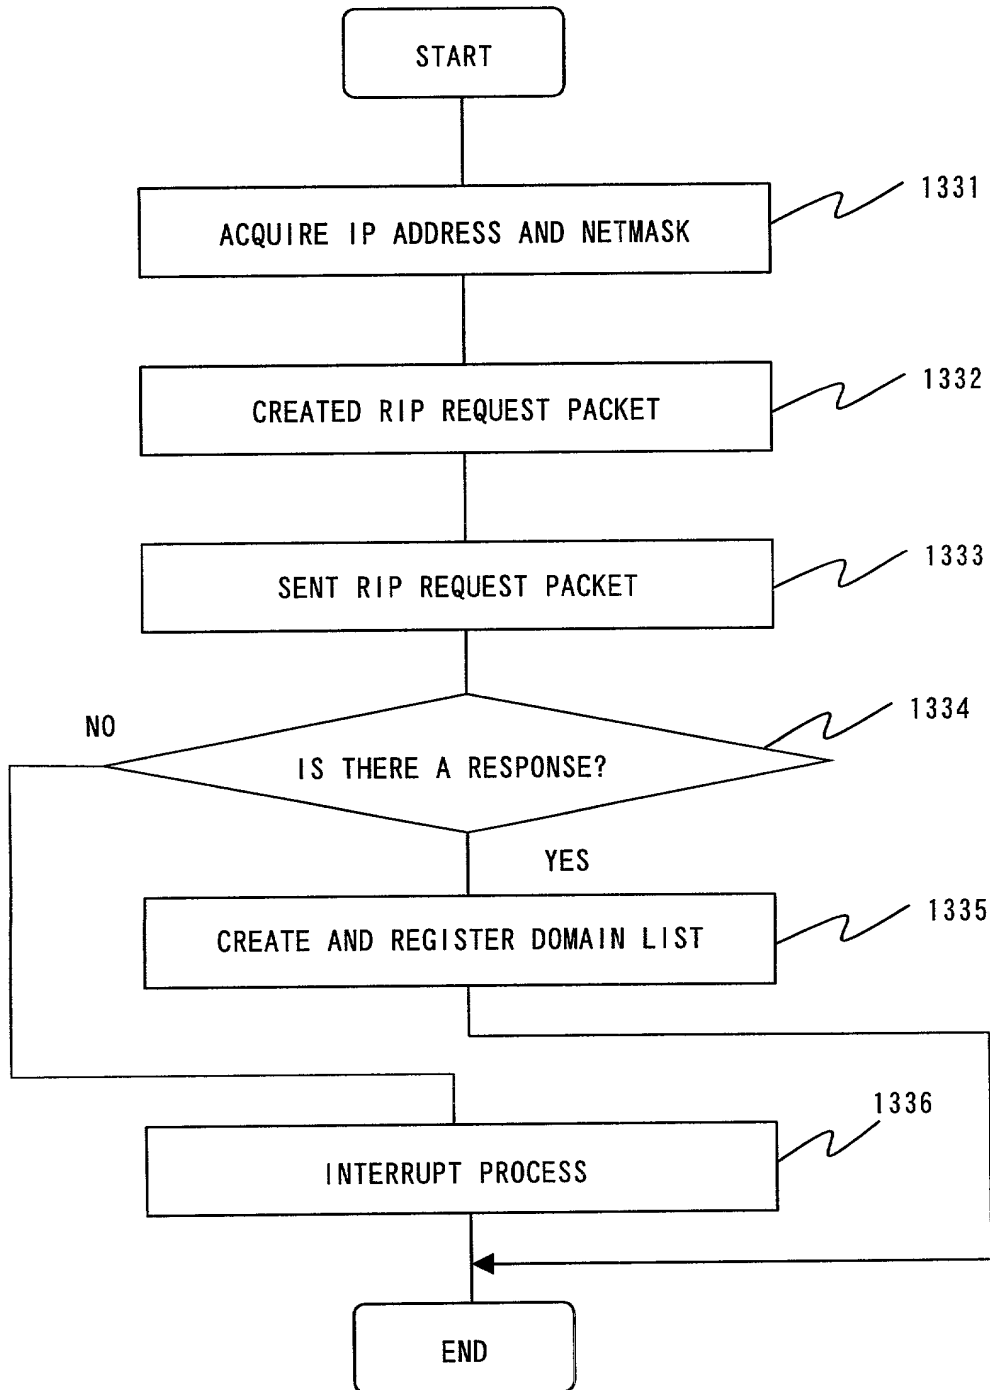 START
1331
ACQUIRE IP ADDRESS AND NETMASK
1332
CREATED RIP REQUEST PACKET
1333
SENT RIP REQUEST PACKET
1334
NO
IS THERE A RESPONSE?
YES
1335
CREATE AND REGISTER DOMAIN LIST
1336
INTERRUPT PROCESS
END